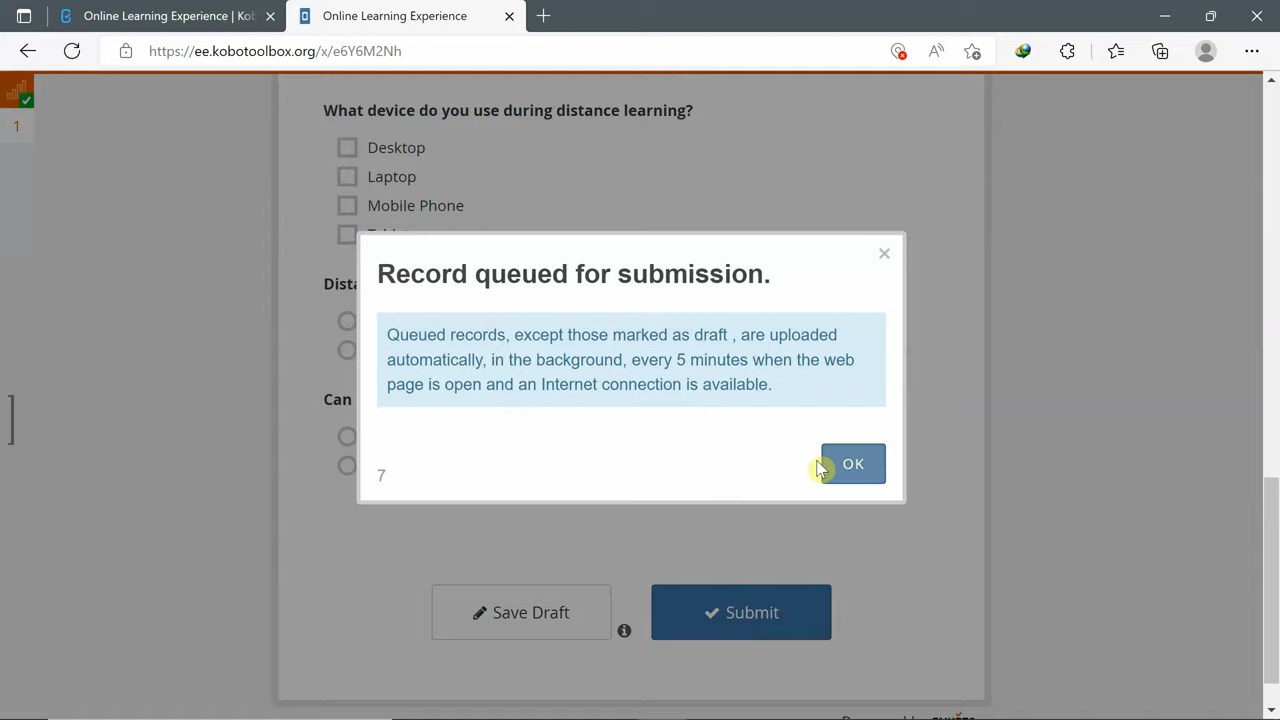 Online Learning Experience | Kob
Online Learning Experience
https://ee.kobotoolbox.org/x/e6Y6M2Nh
1
What device do you use during distance learning?
Desktop
Laptop
Mobile Phone
Dista
Can
Record queued for submission.
Queued records, except those marked as draft , are uploaded
automatically, in the background, every 5 minutes when the web
page is open and an Internet connection is available.
7
OK
Save Draft
Submit